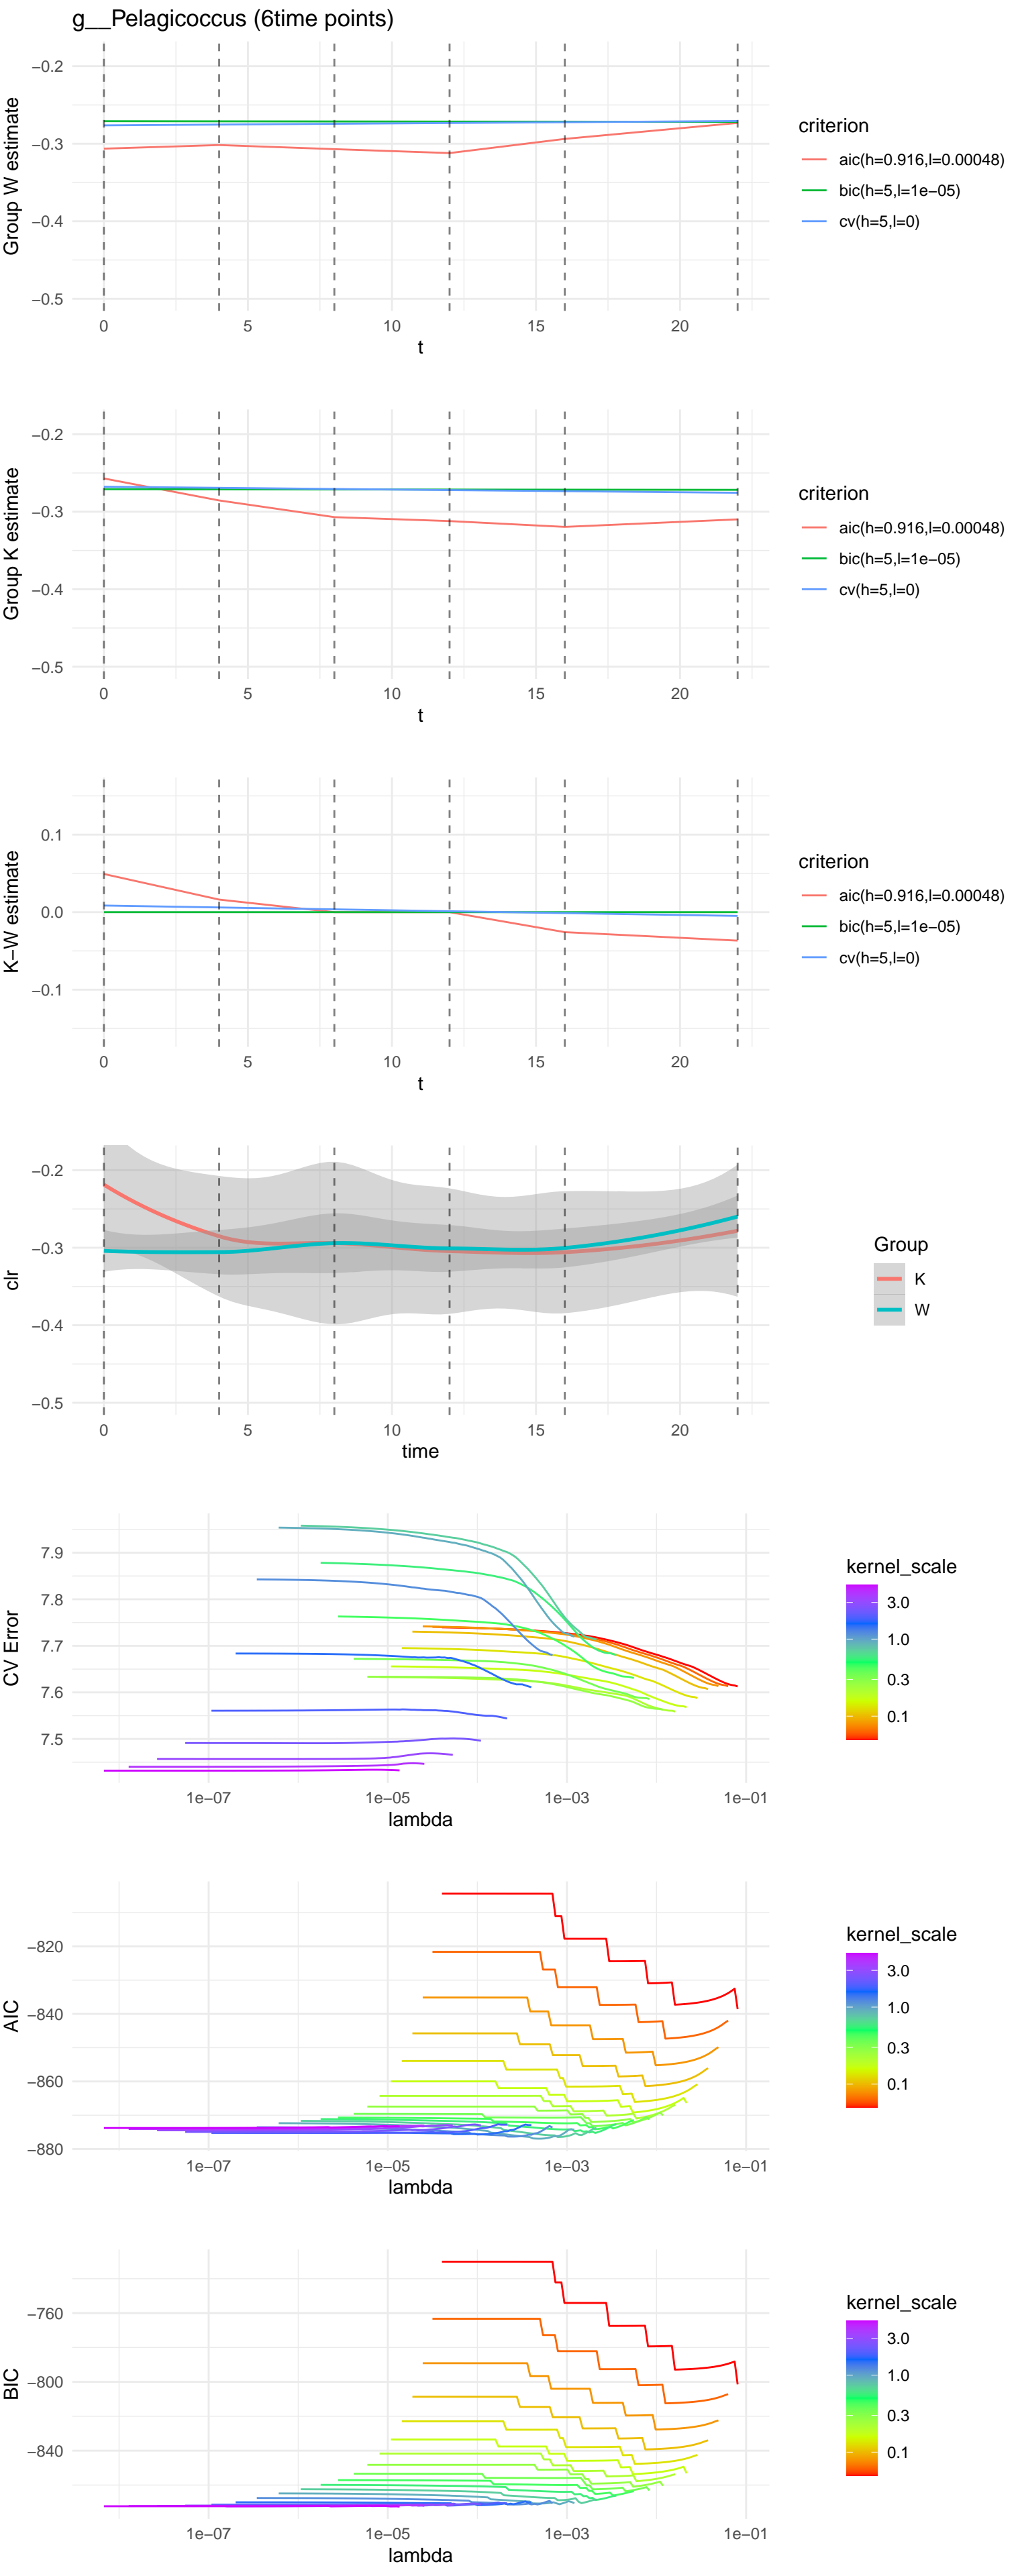 g__Pelagicoccus (6time points)
Group W estimate
−0.2
−0.3
−0.4
−0.5
0 5 10 15 20
t
criterion
aic(h=0.916,l=0.00048)
bic(h=5,l=1e−05)
cv(h=5,l=0)
Group K estimate
−0.2
−0.3
−0.4
−0.5
0 5 10 15 20
t
criterion
aic(h=0.916,l=0.00048)
bic(h=5,l=1e−05)
cv(h=5,l=0)
K−W estimate
0.1
0.0
−0.1
0 5 10 15 20
t
criterion
aic(h=0.916,l=0.00048)
bic(h=5,l=1e−05)
cv(h=5,l=0)
clr
−0.2
−0.3
−0.4
−0.5
0 5 10 15 20
time
Group
K
W
CV Error
7.9
7.8
7.7
7.6
7.5
1e−07 1e−05 1e−03 1e−01
lambda
kernel_scale
3.0
1.0
0.3
0.1
AIC
−820
−840
−860
−880
1e−07 1e−05 1e−03 1e−01
lambda
kernel_scale
3.0
1.0
0.3
0.1
BIC
−760
−800
−840
1e−07 1e−05 1e−03 1e−01
lambda
kernel_scale
3.0
1.0
0.3
0.1